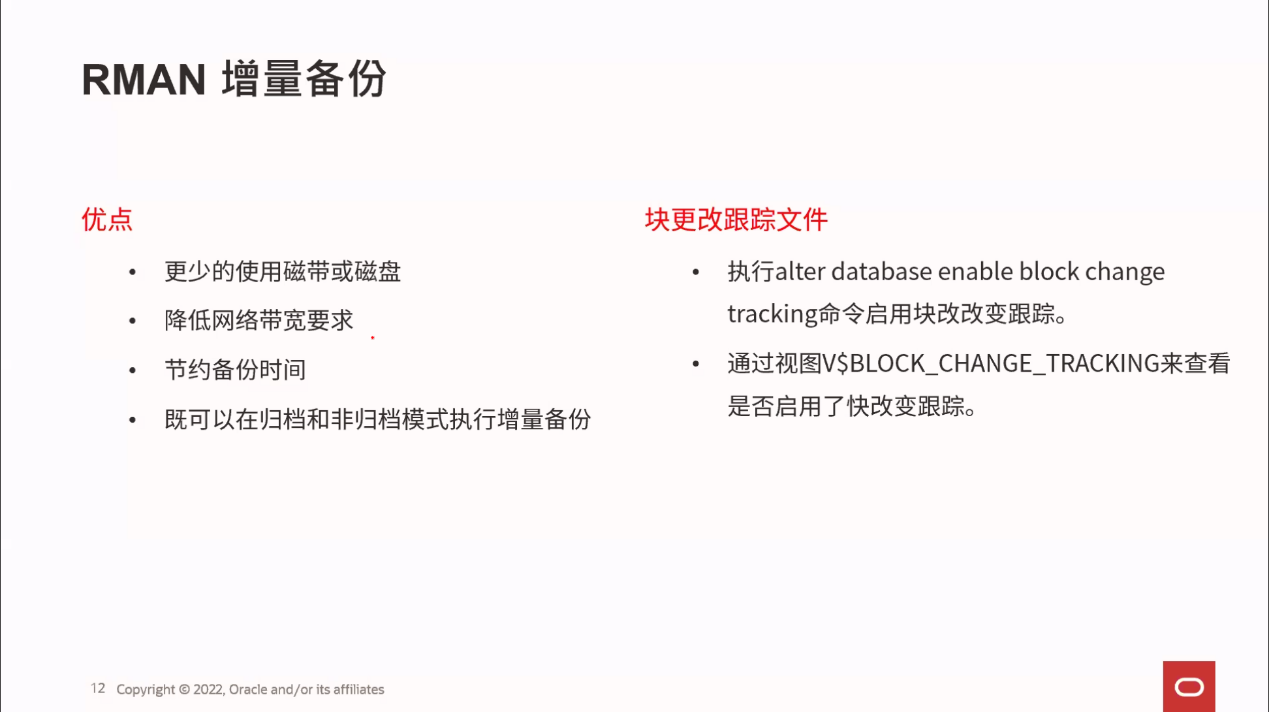 RMAN 增量备份
优点
• 更少的使用磁带或磁盘
• 降低网络带宽要求
• 节约备份时间
• 既可以在归档和非归档模式执行增量备份
块更改跟踪文件
• 执行alter database enable block change
tracking命令启用块改改变跟踪。
• 通过视图V$BLOCK_CHANGE_TRACKING来查看
是否启用了快改变跟踪。
12 Copyright © 2022, Oracle and/or its affiliates